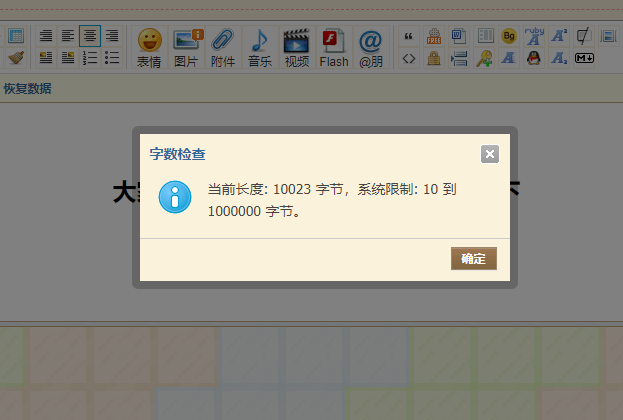 表情 图片 附件 音乐 视频 Flash @朋
Bg ruby A A
A A
恢复数据
字数检查
大
下
当前长度: 10023 字节，系统限制: 10 到
1000000 字节。
确定